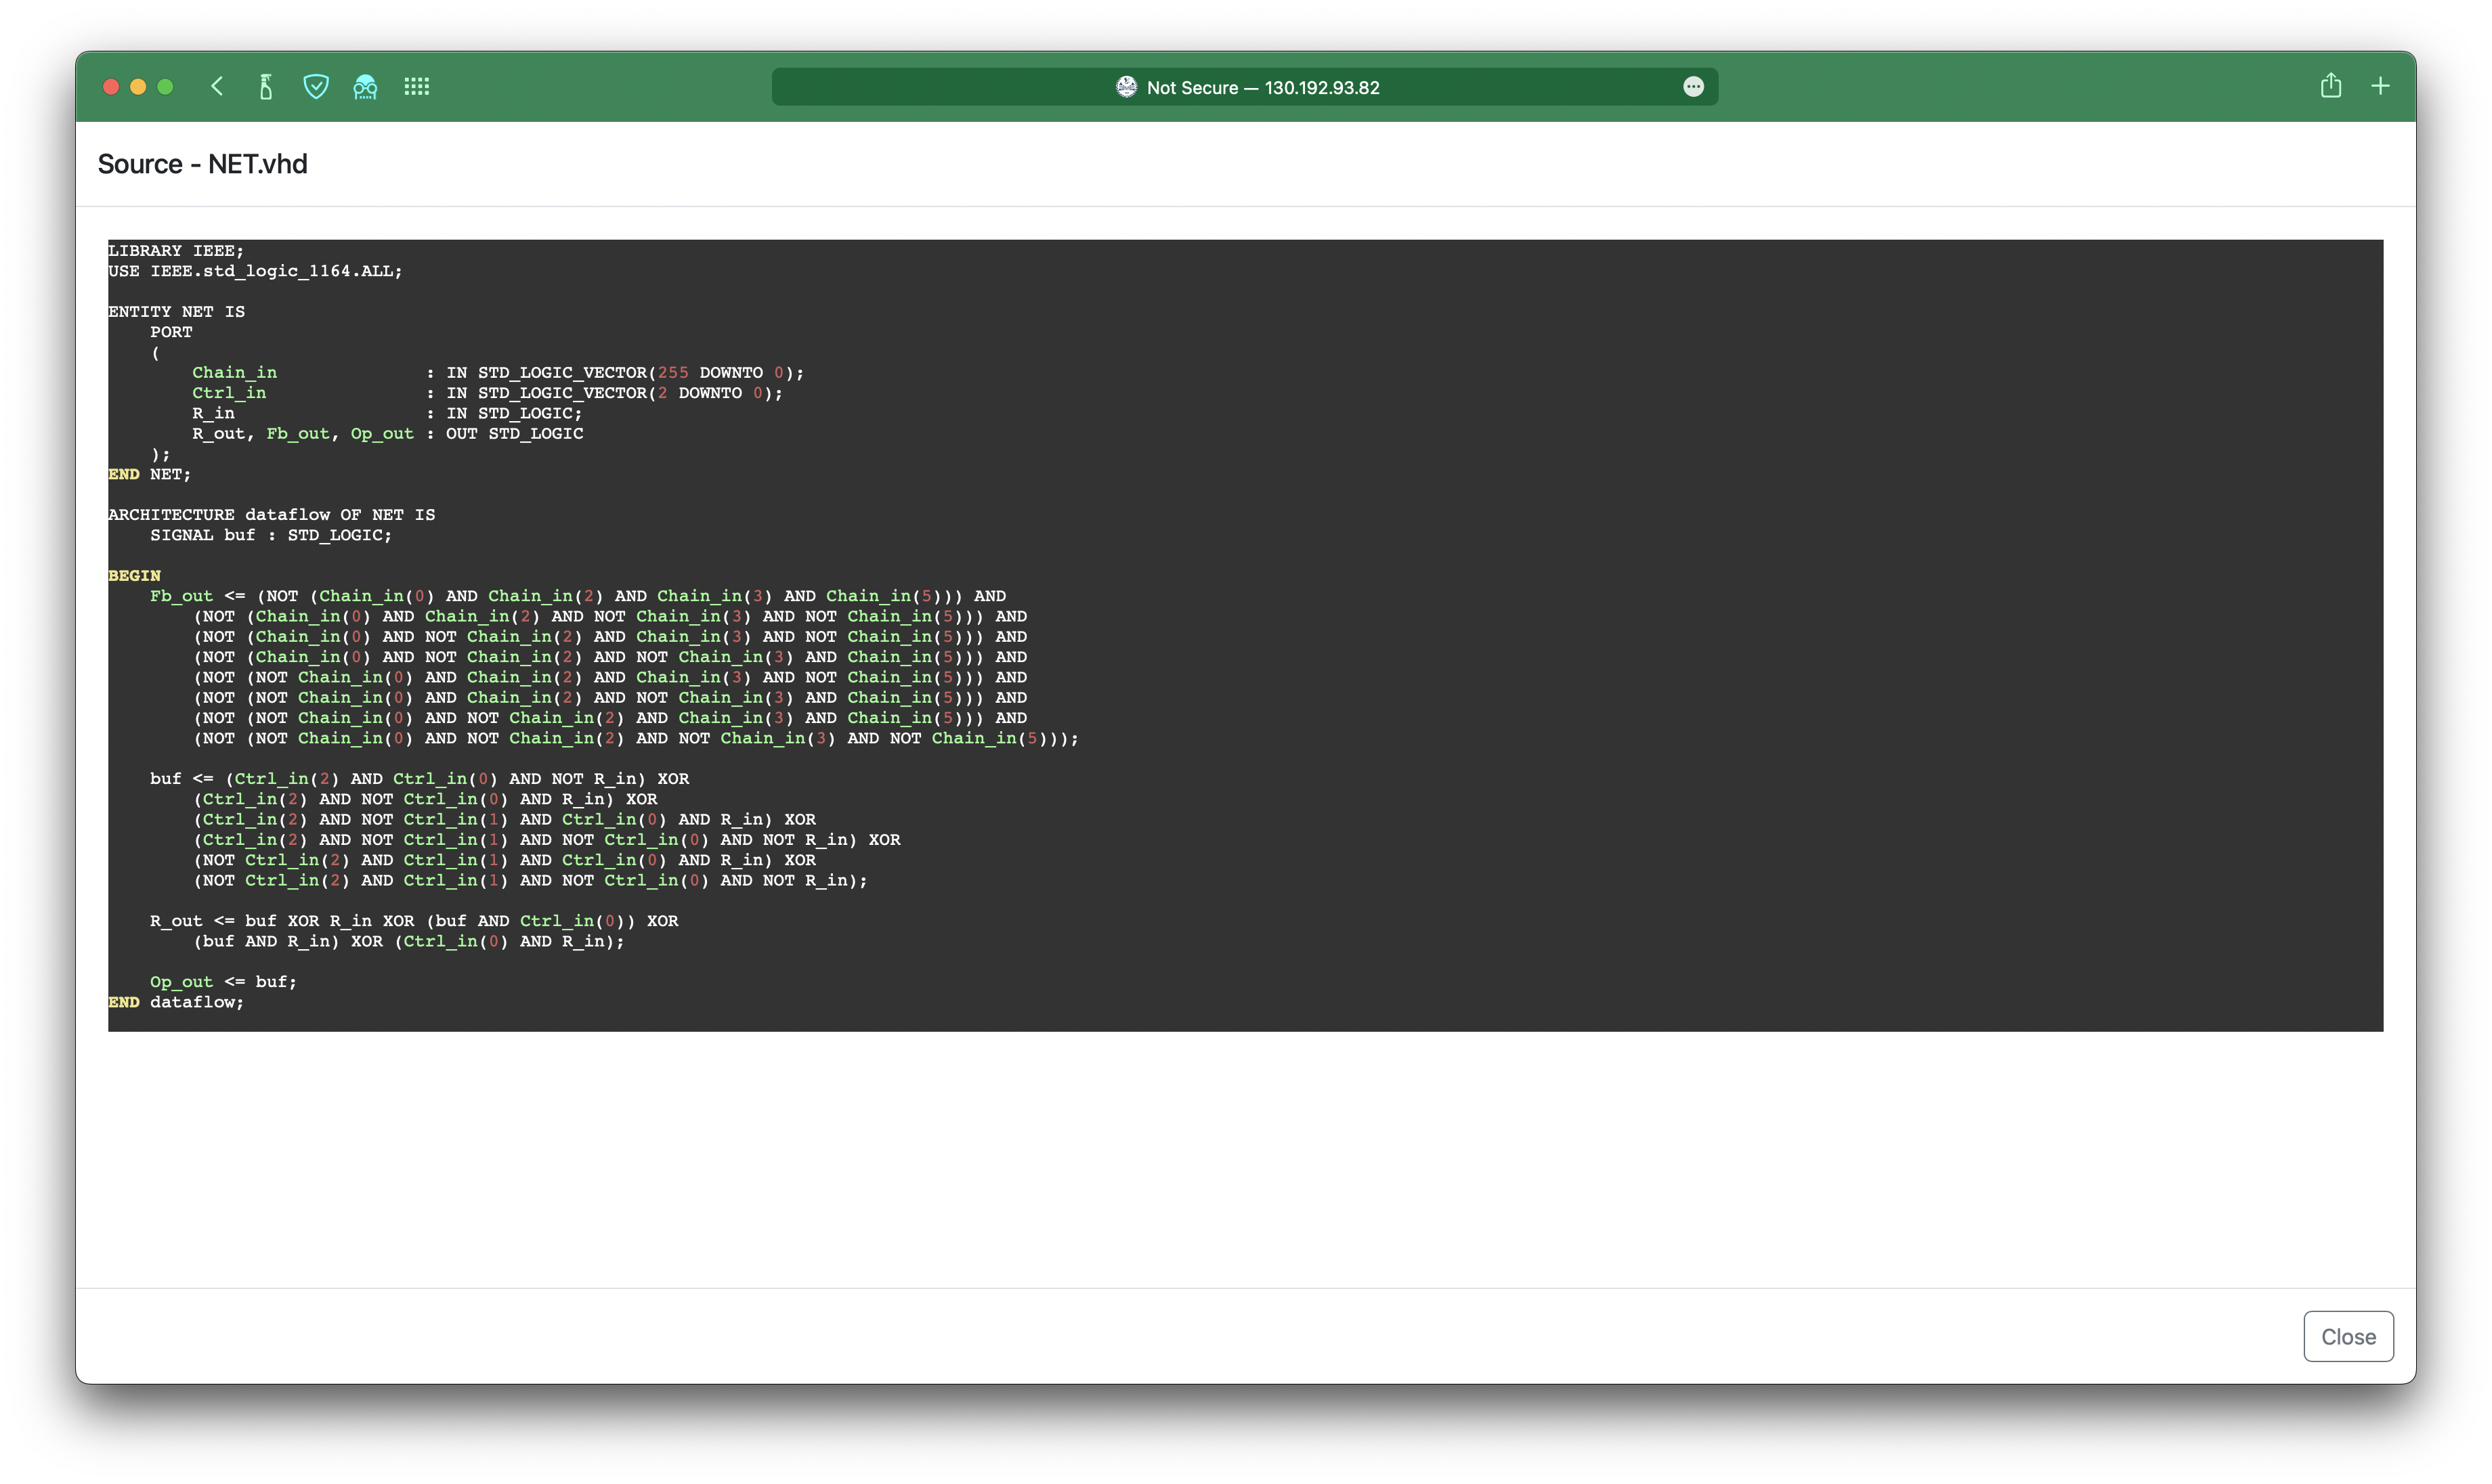 Not Secure — 130.192.93.82
Source - NET.vhd
LIBRARY IEEE;
USE IEEE.std_logic_1164.ALL;
ENTITY NET IS
    PORT
    (
        Chain_in              : IN STD_LOGIC_VECTOR(255 DOWNTO 0);
        Ctrl_in               : IN STD_LOGIC_VECTOR(2 DOWNTO 0);
        R_in                  : IN STD_LOGIC;
        R_out, Fb_out, Op_out : OUT STD_LOGIC
    );
END NET;
ARCHITECTURE dataflow OF NET IS
    SIGNAL buf : STD_LOGIC;
BEGIN
    Fb_out <= (NOT (Chain_in(0) AND Chain_in(2) AND Chain_in(3) AND Chain_in(5))) AND
        (NOT (Chain_in(0) AND Chain_in(2) AND NOT Chain_in(3) AND NOT Chain_in(5))) AND
        (NOT (Chain_in(0) AND NOT Chain_in(2) AND Chain_in(3) AND NOT Chain_in(5))) AND
        (NOT (Chain_in(0) AND NOT Chain_in(2) AND NOT Chain_in(3) AND Chain_in(5))) AND
        (NOT (NOT Chain_in(0) AND Chain_in(2) AND Chain_in(3) AND NOT Chain_in(5))) AND
        (NOT (NOT Chain_in(0) AND Chain_in(2) AND NOT Chain_in(3) AND Chain_in(5))) AND
        (NOT (NOT Chain_in(0) AND NOT Chain_in(2) AND Chain_in(3) AND Chain_in(5))) AND
        (NOT (NOT Chain_in(0) AND NOT Chain_in(2) AND NOT Chain_in(3) AND NOT Chain_in(5)));
    buf <= (Ctrl_in(2) AND Ctrl_in(0) AND NOT R_in) XOR
        (Ctrl_in(2) AND NOT Ctrl_in(0) AND R_in) XOR
        (Ctrl_in(2) AND NOT Ctrl_in(1) AND Ctrl_in(0) AND R_in) XOR
        (Ctrl_in(2) AND NOT Ctrl_in(1) AND NOT Ctrl_in(0) AND NOT R_in) XOR
        (NOT Ctrl_in(2) AND Ctrl_in(1) AND Ctrl_in(0) AND R_in) XOR
        (NOT Ctrl_in(2) AND Ctrl_in(1) AND NOT Ctrl_in(0) AND NOT R_in);
    R_out <= buf XOR R_in XOR (buf AND Ctrl_in(0)) XOR
        (buf AND R_in) XOR (Ctrl_in(0) AND R_in);
    Op_out <= buf;
END dataflow;
Close